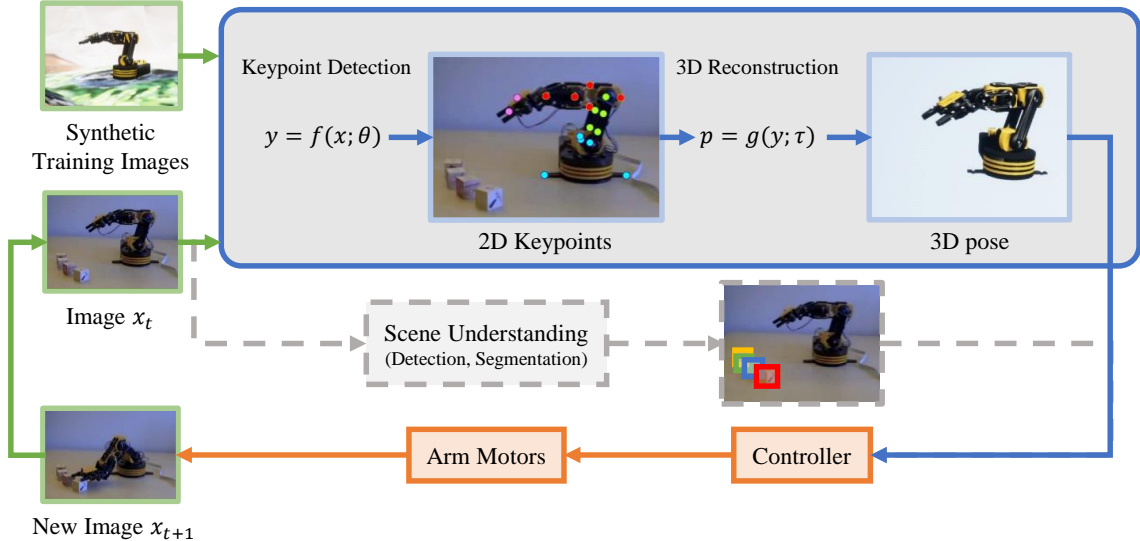 Keypoint Detection
3D Reconstruction
y = f(x; θ)
p = g(y; τ)
Synthetic
Training Images
2D Keypoints
3D pose
Image x_t
Scene Understanding
(Detection, Segmentation)
Arm Motors
Controller
New Image x_{t+1}